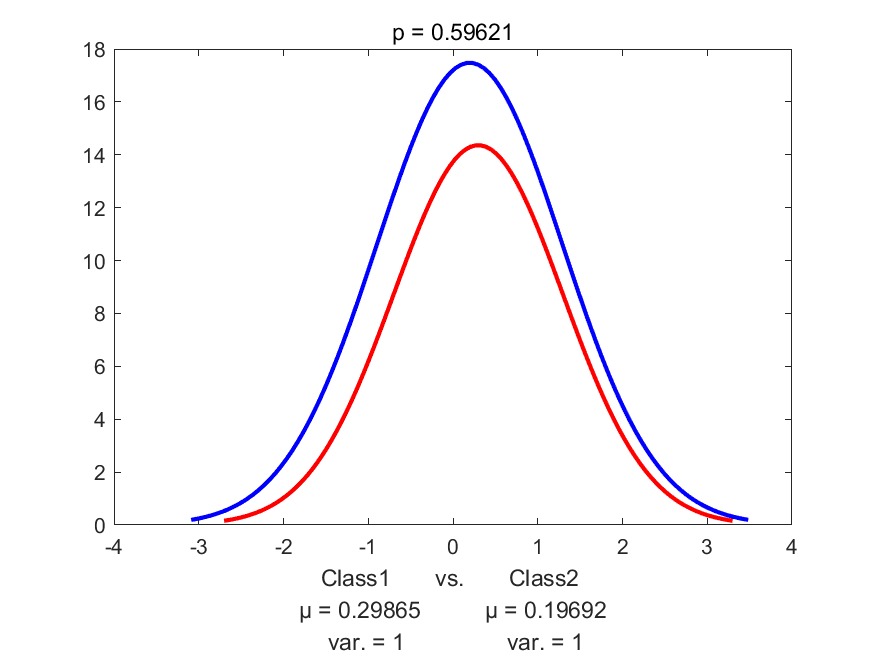 p = 0.59621
18
16
14
12
10
8
6
4
2
0
-4 -3 -2 -1 0 1 2 3 4
Class1 vs. Class2
μ = 0.29865 μ = 0.19692
var. = 1 var. = 1